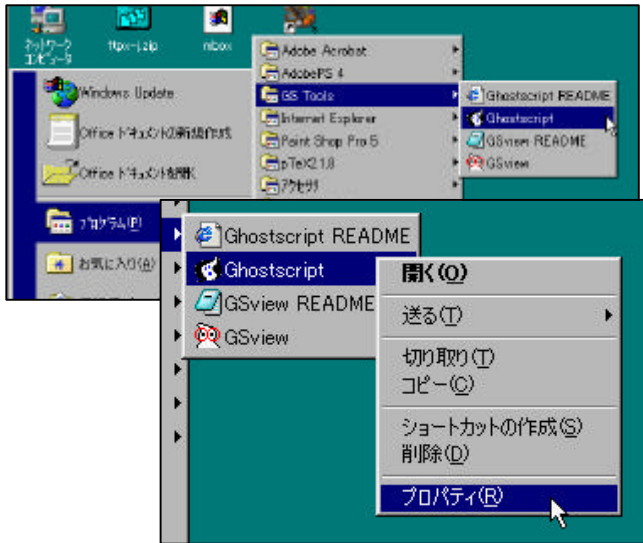 ネットワーク
コンピュータ
ttpx-j.zip
mbox
Windows Update
Office ドキュメントの新規作成
Office ドキュメントを開く
プログラム(P)
お気に入り(A)
Adobe Acrobat
AdobePS 4
GS Tools
Internet Explorer
Paint Shop Pro 5
pTeX2.1.8
アクセサリ
Ghostscript README
Ghostscript
GSview README
GSview
Ghostscript README
Ghostscript
GSview README
GSview
開く(O)
送る(T)
切り取り(T)
コピー(C)
ショートカットの作成(S)
削除(D)
プロパティ(R)